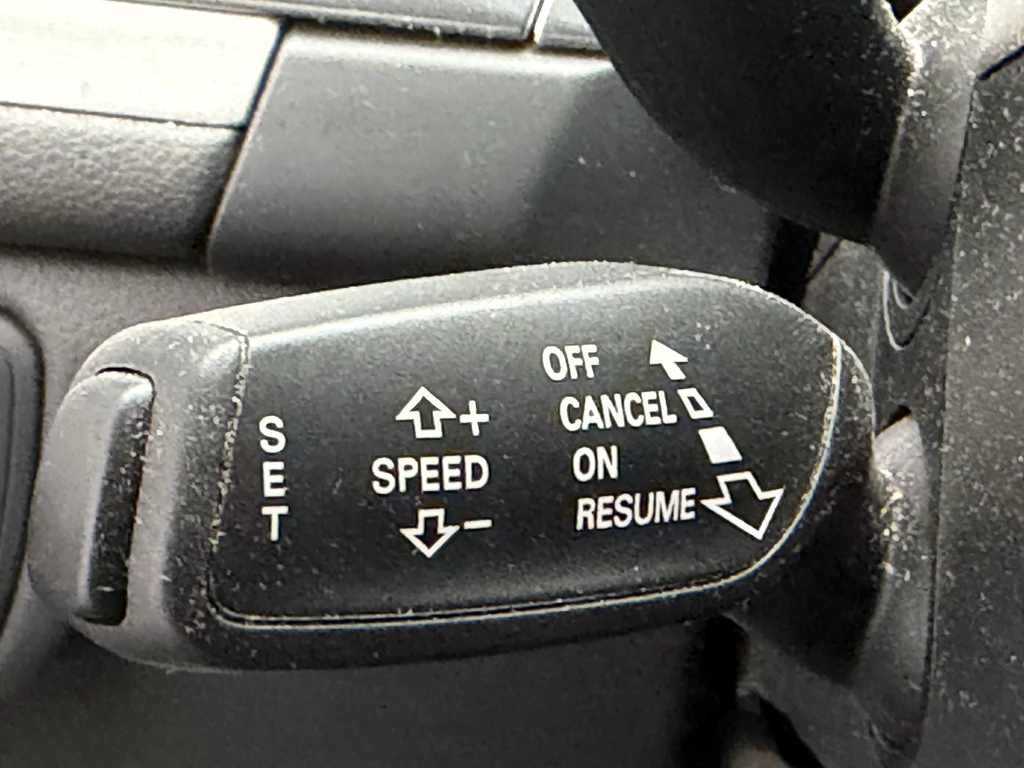 SET
+
SPEED
−
OFF
CANCEL
ON
RESUME